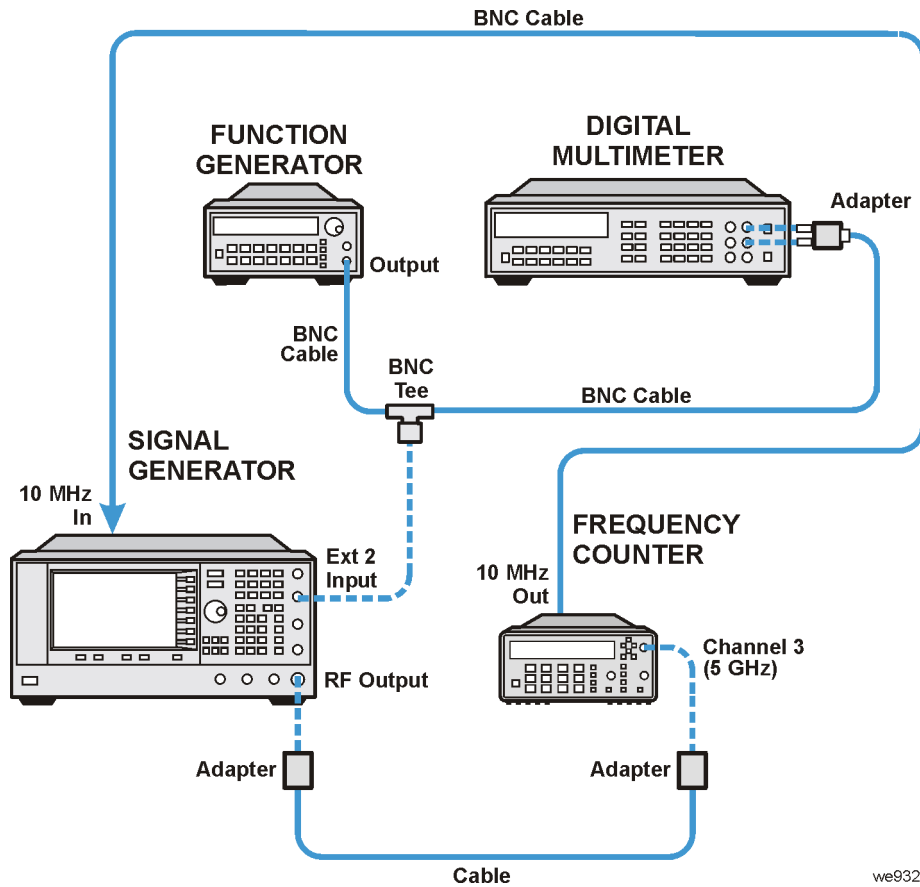 BNC Cable
FUNCTION
GENERATOR
DIGITAL
MULTIMETER
Adapter
Output
BNC
Cable
BNC
Tee
BNC Cable
SIGNAL
GENERATOR
10 MHz
In
Ext 2
Input
FREQUENCY
COUNTER
10 MHz
Out
Channel 3
(5 GHz)
RF Output
Adapter
Adapter
Cable
we932